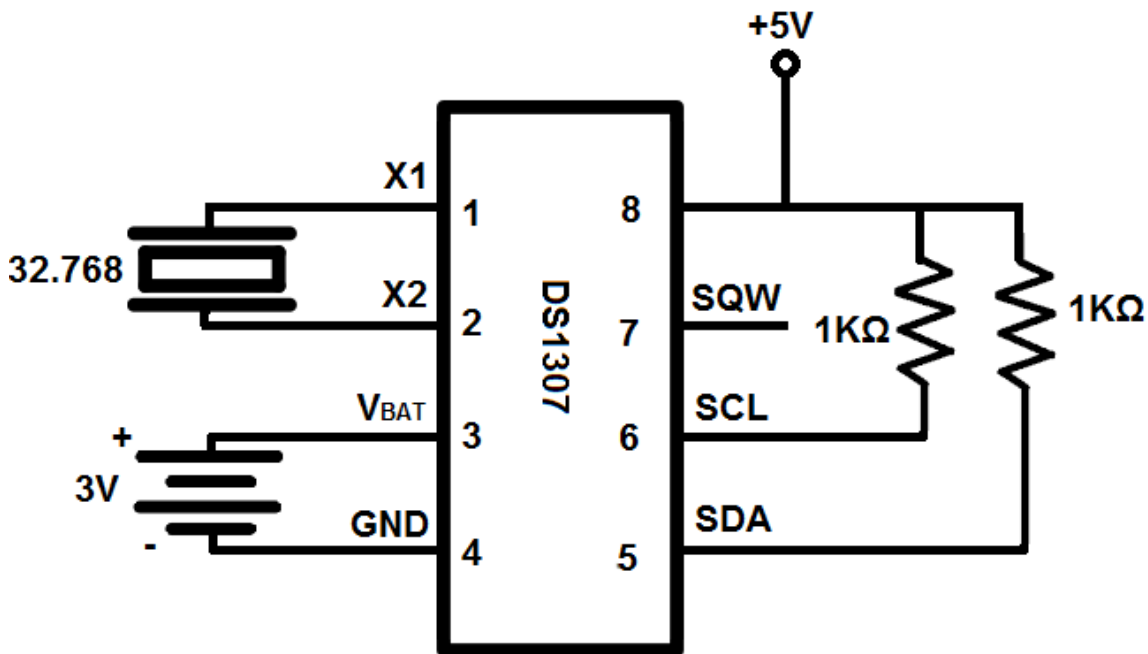 +5V
X1
1
8
32.768
X2
2
SQW
7
DS1307
1KΩ
1KΩ
VBAT
3
SCL
6
+
3V
-
GND
4
SDA
5